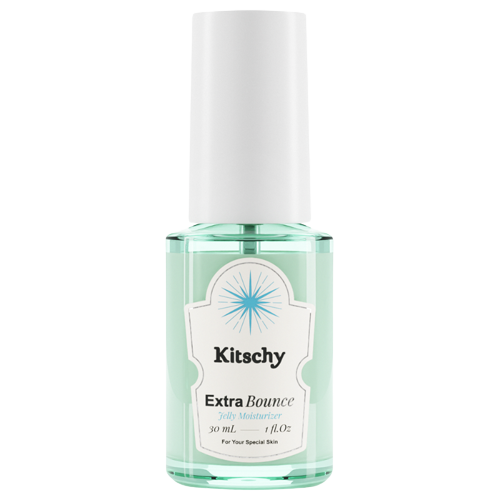 Kitschy
Extra Bounce
Jelly Moisturizer
30 mL — 1 fl.Oz
For Your Special Skin